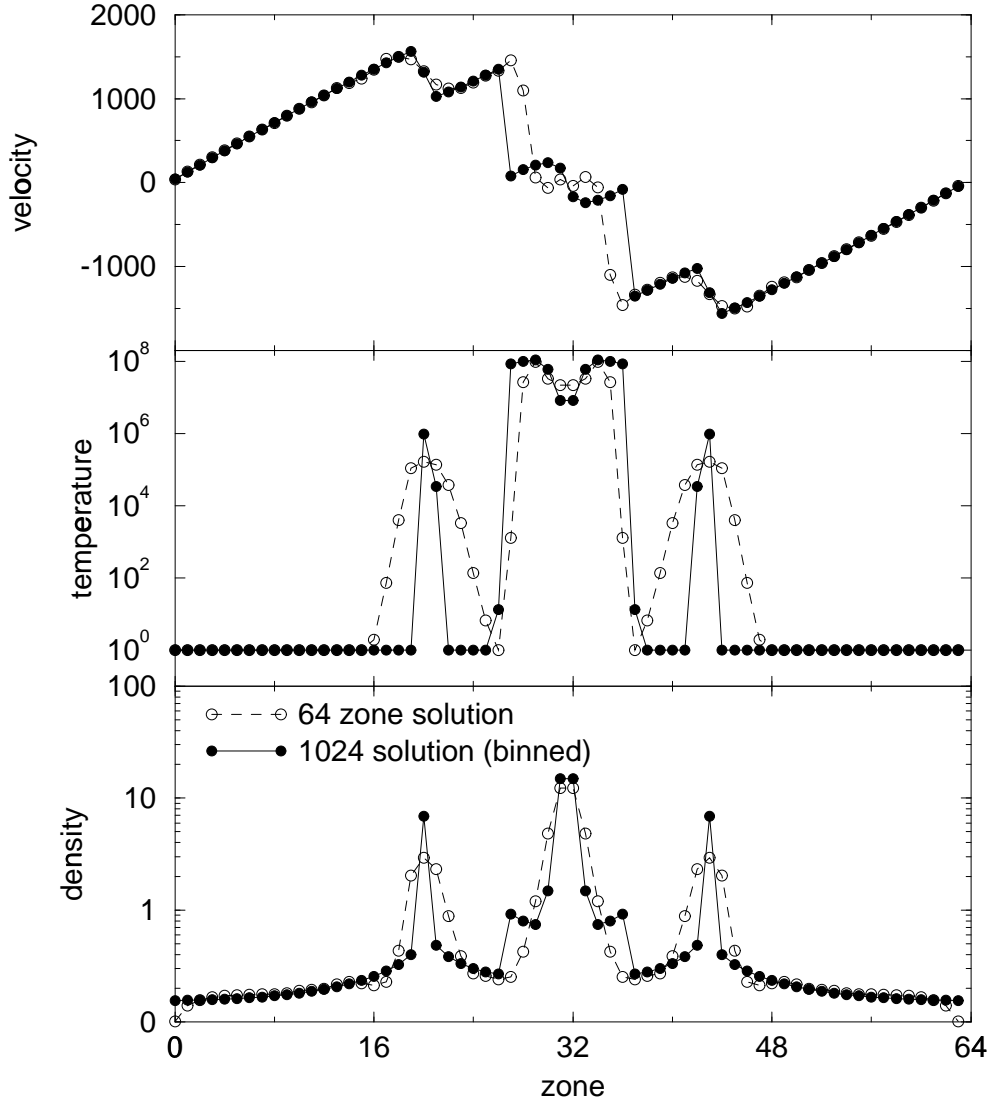 2000
1000
0
-1000
velocity
10^8
10^6
10^4
10^2
10^0
temperature
100
10
1
0
density
64 zone solution
1024 solution (binned)
0 16 32 48 64
zone